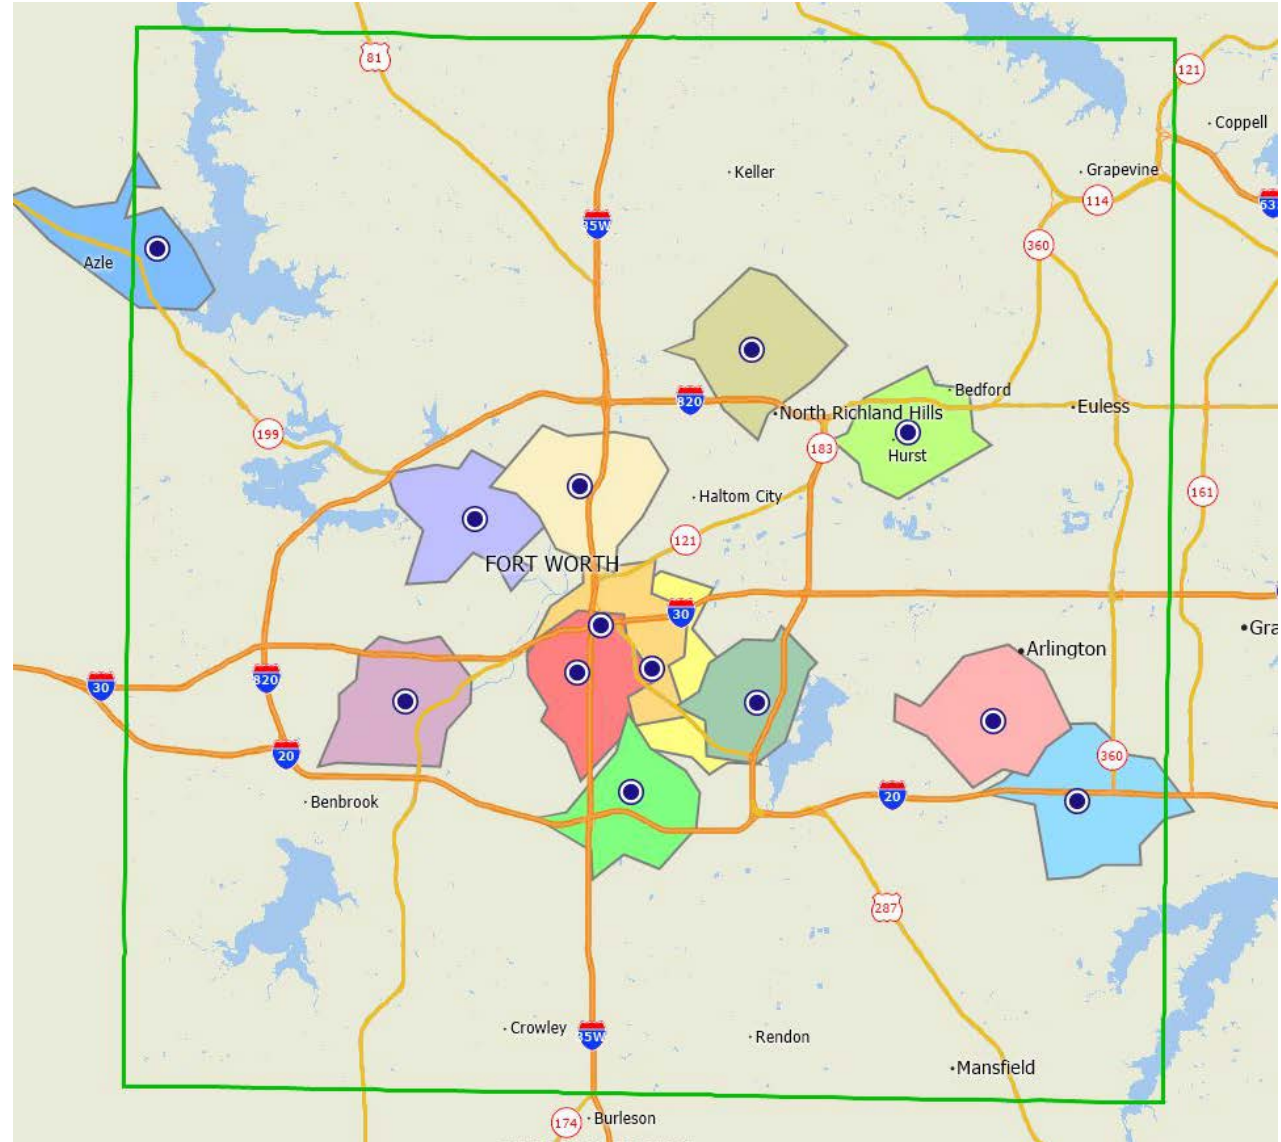 81
121
Coppell
Keller
Grapevine
114
35W
360
Azle
Bedford
820
North Richland Hills
Euless
199
183
Hurst
161
Haltom City
121
FORT WORTH
30
Arlington
820
30
20
360
Benbrook
20
287
Crowley
35W
Rendon
Mansfield
174
Burleson